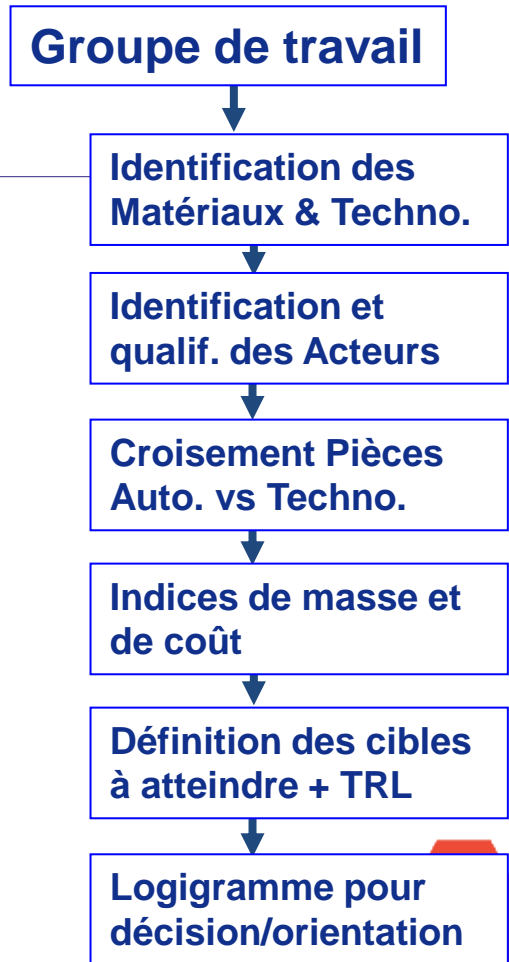 Groupe de travail
Identification des
Matériaux & Techno.
Identification et
qualif. des Acteurs
Croisement Pièces
Auto. vs Techno.
Indices de masse et
de coût
Définition des cibles
à atteindre + TRL
Logigramme pour
décision/orientation